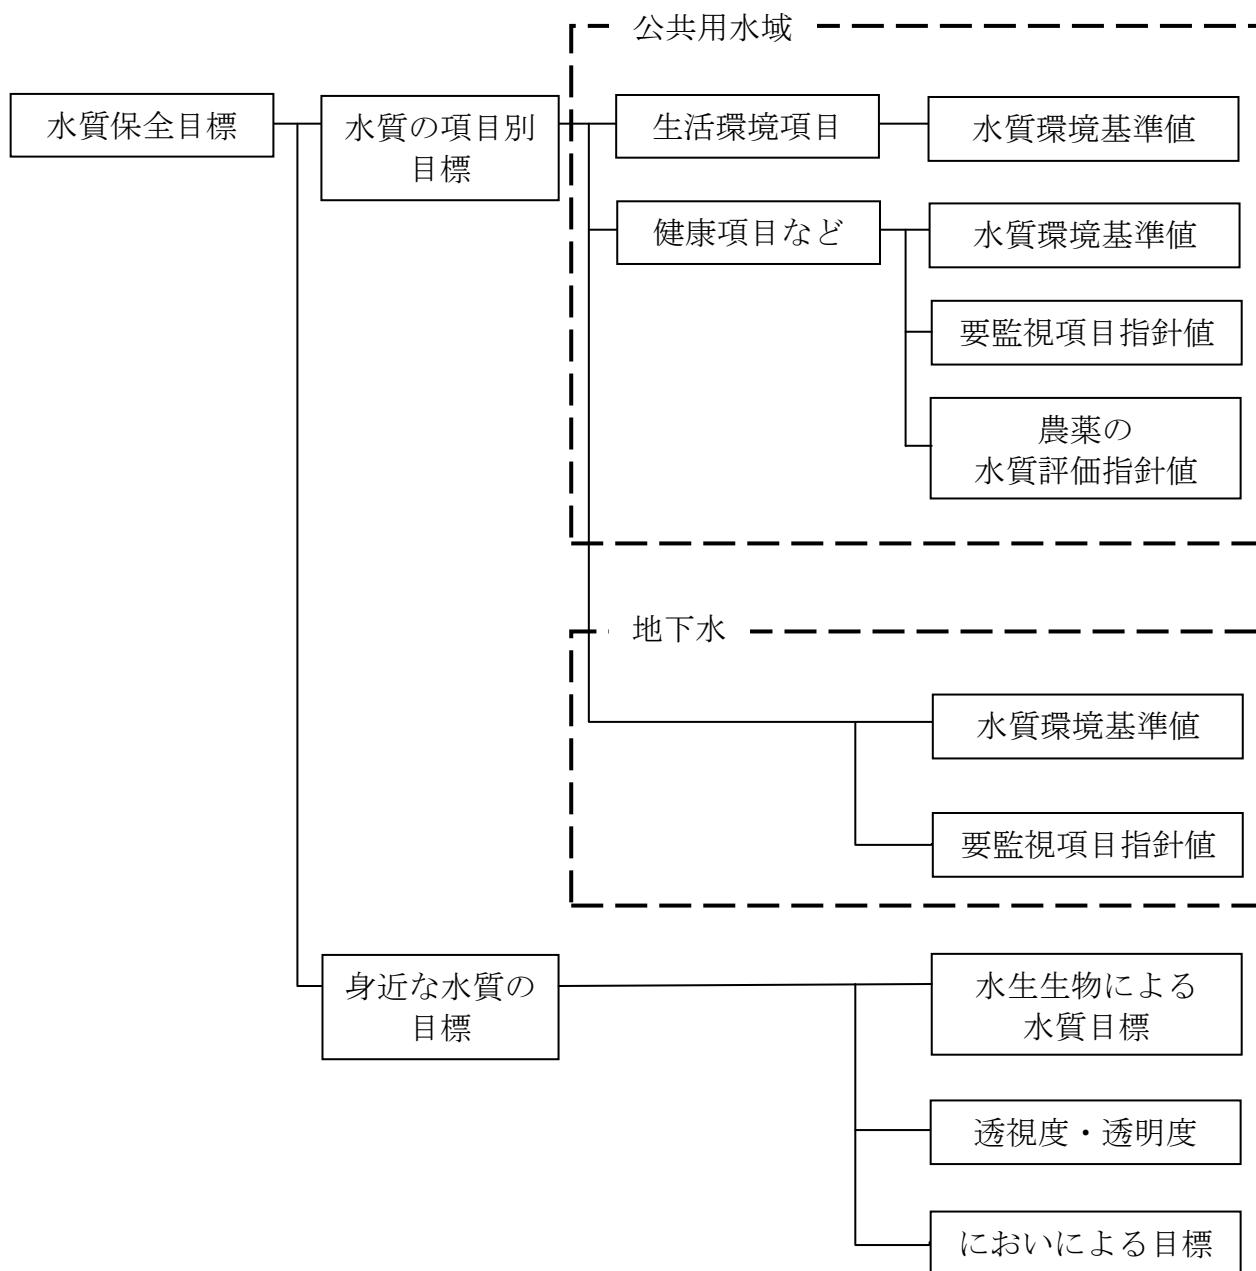 公共用水域
水質保全目標
水質の項目別
目標
生活環境項目
水質環境基準値
健康項目など
水質環境基準値
要監視項目指針値
農薬の
水質評価指針値
地下水
水質環境基準値
要監視項目指針値
身近な水質の
目標
水生生物による
水質目標
透視度・透明度
においによる目標